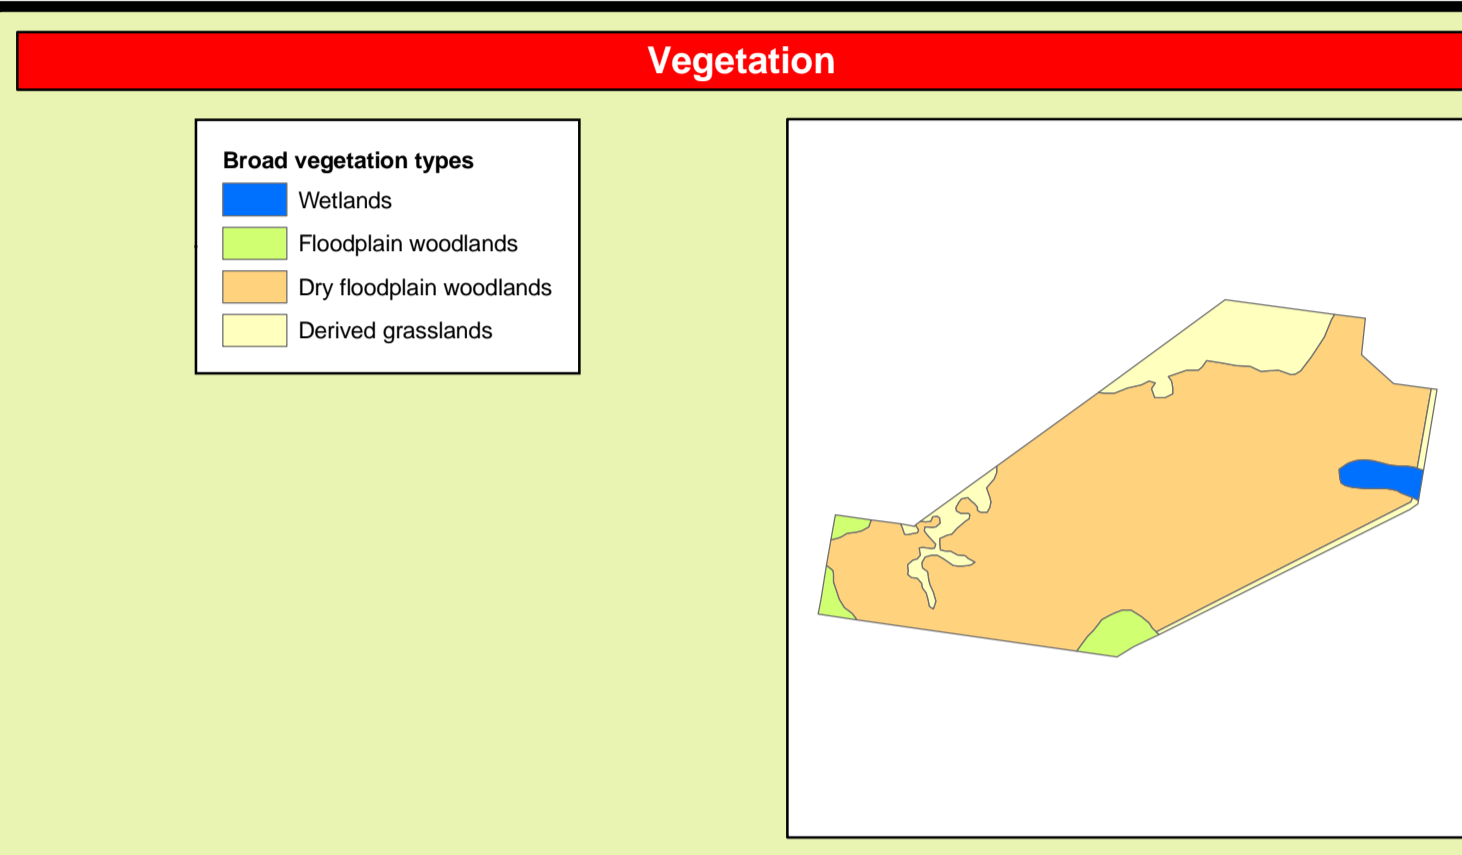 Vegetation
Broad vegetation types
Wetlands
Floodplain woodlands
Dry floodplain woodlands
Derived grasslands